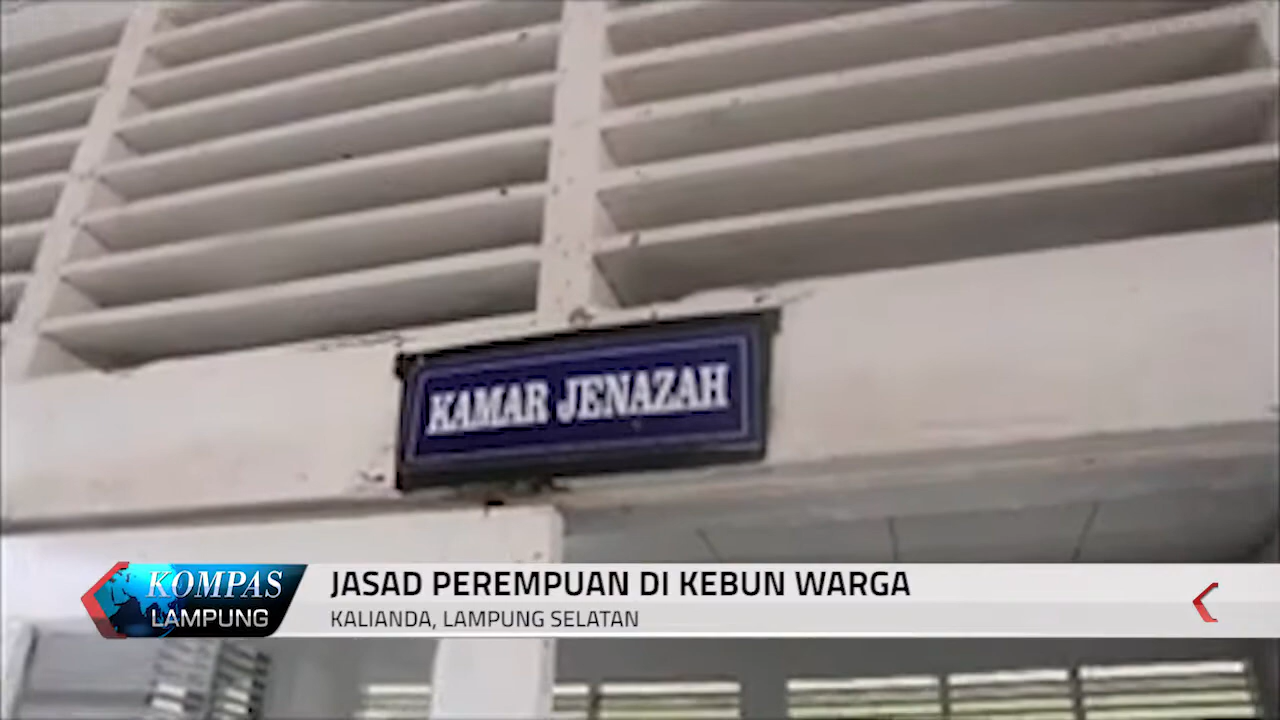 KAMAR JENAZAH
KOMPAS
LAMPUNG
JASAD PEREMPUAN DI KEBUN WARGA
KALIANDA, LAMPUNG SELATAN